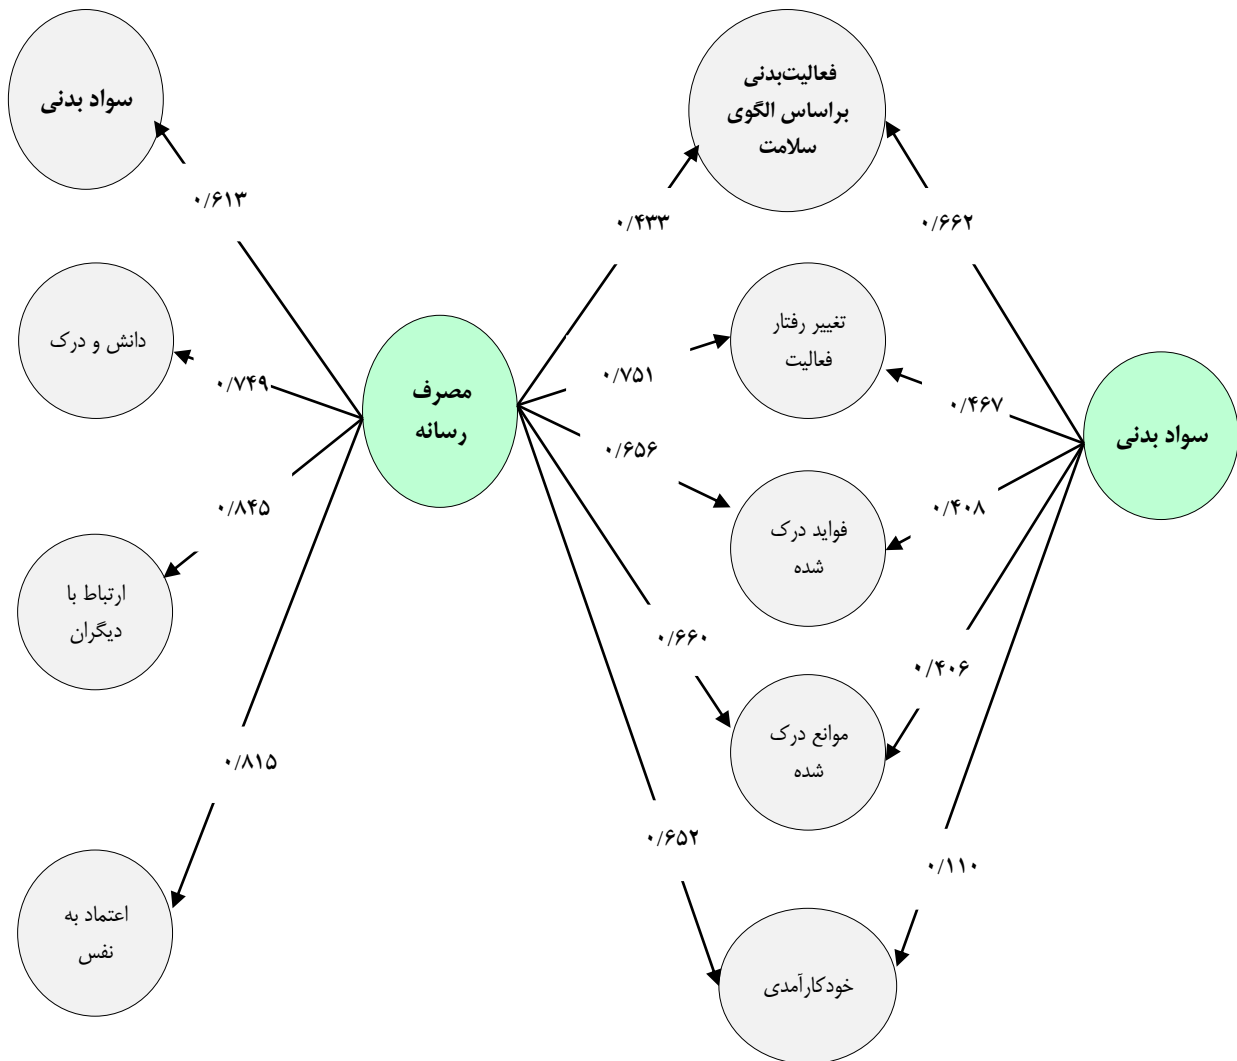 سواد بدنی
فعالیت‌بدنی
براساس الگوی
سلامت
۰/۶۱۳
۰/۴۳۳
۰/۶۶۲
دانش و درک
تغییر رفتار
فعالیت
۰/۷۴۹
۰/۷۵۱
۰/۴۶۷
مصرف
رسانه
سواد بدنی
۰/۶۵۶
۰/۸۴۵
۰/۴۰۸
فواید درک
شده
ارتباط با
دیگران
۰/۶۶۰
۰/۴۰۶
موانع درک
شده
۰/۸۱۵
۰/۶۵۲
۰/۱۱۰
اعتماد به
نفس
خودکارآمدی